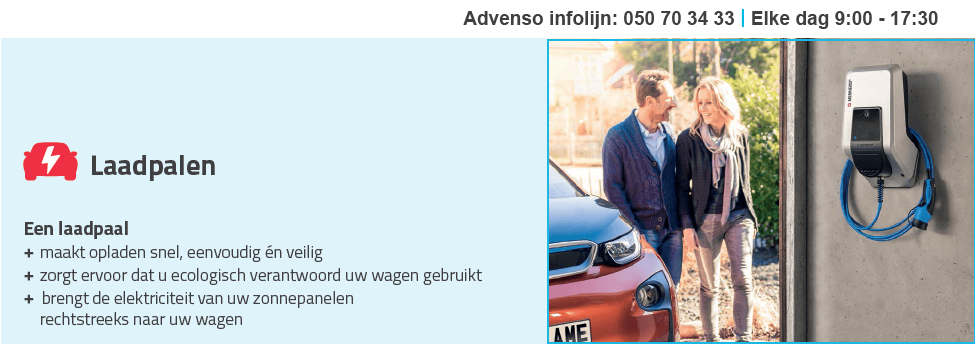 Advenso infolijn: 050 70 34 33 | Elke dag 9:00 - 17:30
Laadpalen
Een laadpaal
+ maakt opladen snel, eenvoudig én veilig
+ zorgt ervoor dat u ecologisch verantwoord uw wagen gebruikt
+ brengt de elektriciteit van uw zonnepanelen
rechtstreeks naar uw wagen
MENNEKES
AME